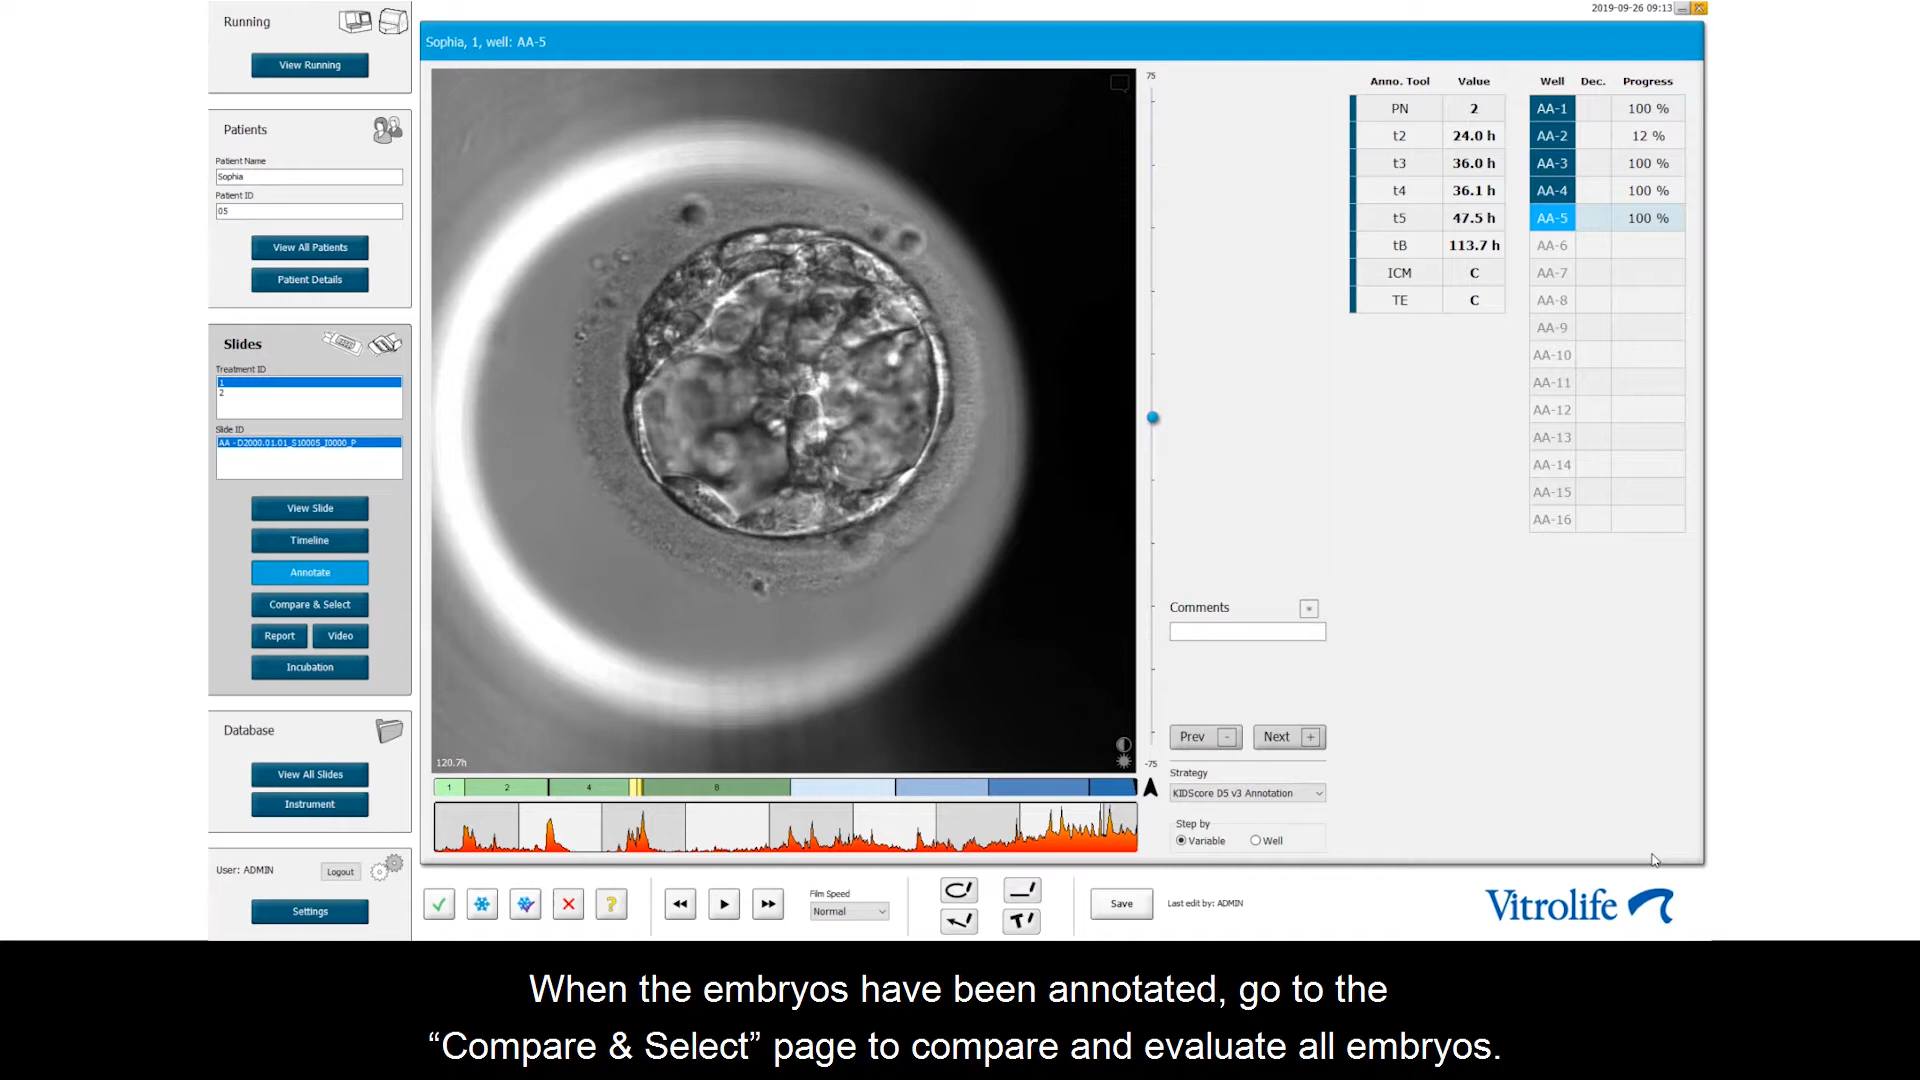 2019-09-26 09:13
Running
View Running
Patients
Patient Name
Sophia
Patient ID
05
View All Patients
Patient Details
Slides
Treatment ID
1
2
Slide ID
AA - D2000.01.01_S10005_I0000_P
View Slide
Timeline
Annotate
Compare & Select
Report Video
Incubation
Database
View All Slides
Instrument
User: ADMIN Logout
Settings
Sophia, 1, well: AA-5
120.7h
75
-75
1 2 4 8
Anno. Tool Value
PN 2
t2 24.0 h
t3 36.0 h
t4 36.1 h
t5 47.5 h
tB 113.7 h
ICM C
TE C
Well Dec. Progress
AA-1 100 %
AA-2 12 %
AA-3 100 %
AA-4 100 %
AA-5 100 %
AA-6
AA-7
AA-8
AA-9
AA-10
AA-11
AA-12
AA-13
AA-14
AA-15
AA-16
Comments *
Prev - Next +
Strategy
KIDScore D5 v3 Annotation
Step by
Variable Well
?
Film Speed
Normal
T
Save Last edit by: ADMIN
Vitrolife
When the embryos have been annotated, go to the
“Compare & Select” page to compare and evaluate all embryos.